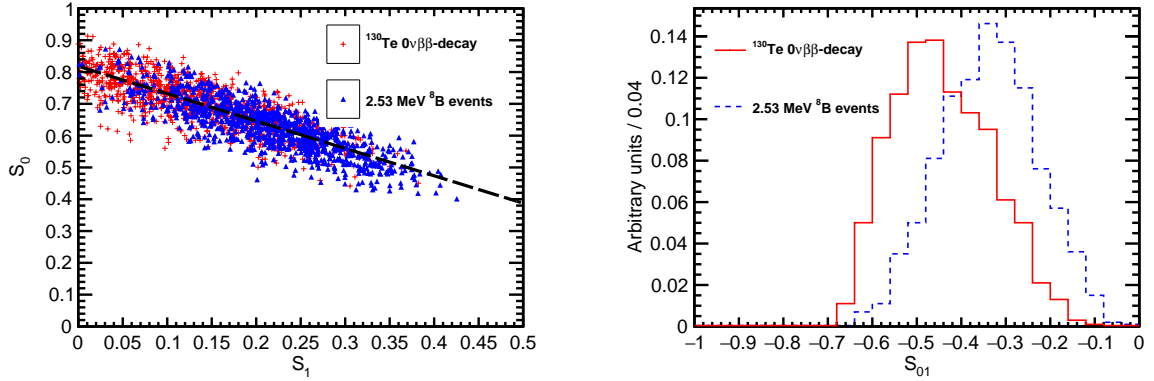 1
0.9
0.8
0.7
0.6
0.5
0.4
0.3
0.2
0.1
0
S₀
¹³⁰Te 0νββ-decay
2.53 MeV ⁸B events
0 0.05 0.1 0.15 0.2 0.25 0.3 0.35 0.4 0.45 0.5
S₁
0.14
0.12
0.1
0.08
0.06
0.04
0.02
0
Arbitrary units / 0.04
¹³⁰Te 0νββ-decay
2.53 MeV ⁸B events
−1 −0.9 −0.8 −0.7 −0.6 −0.5 −0.4 −0.3 −0.2 −0.1 0
S₀₁